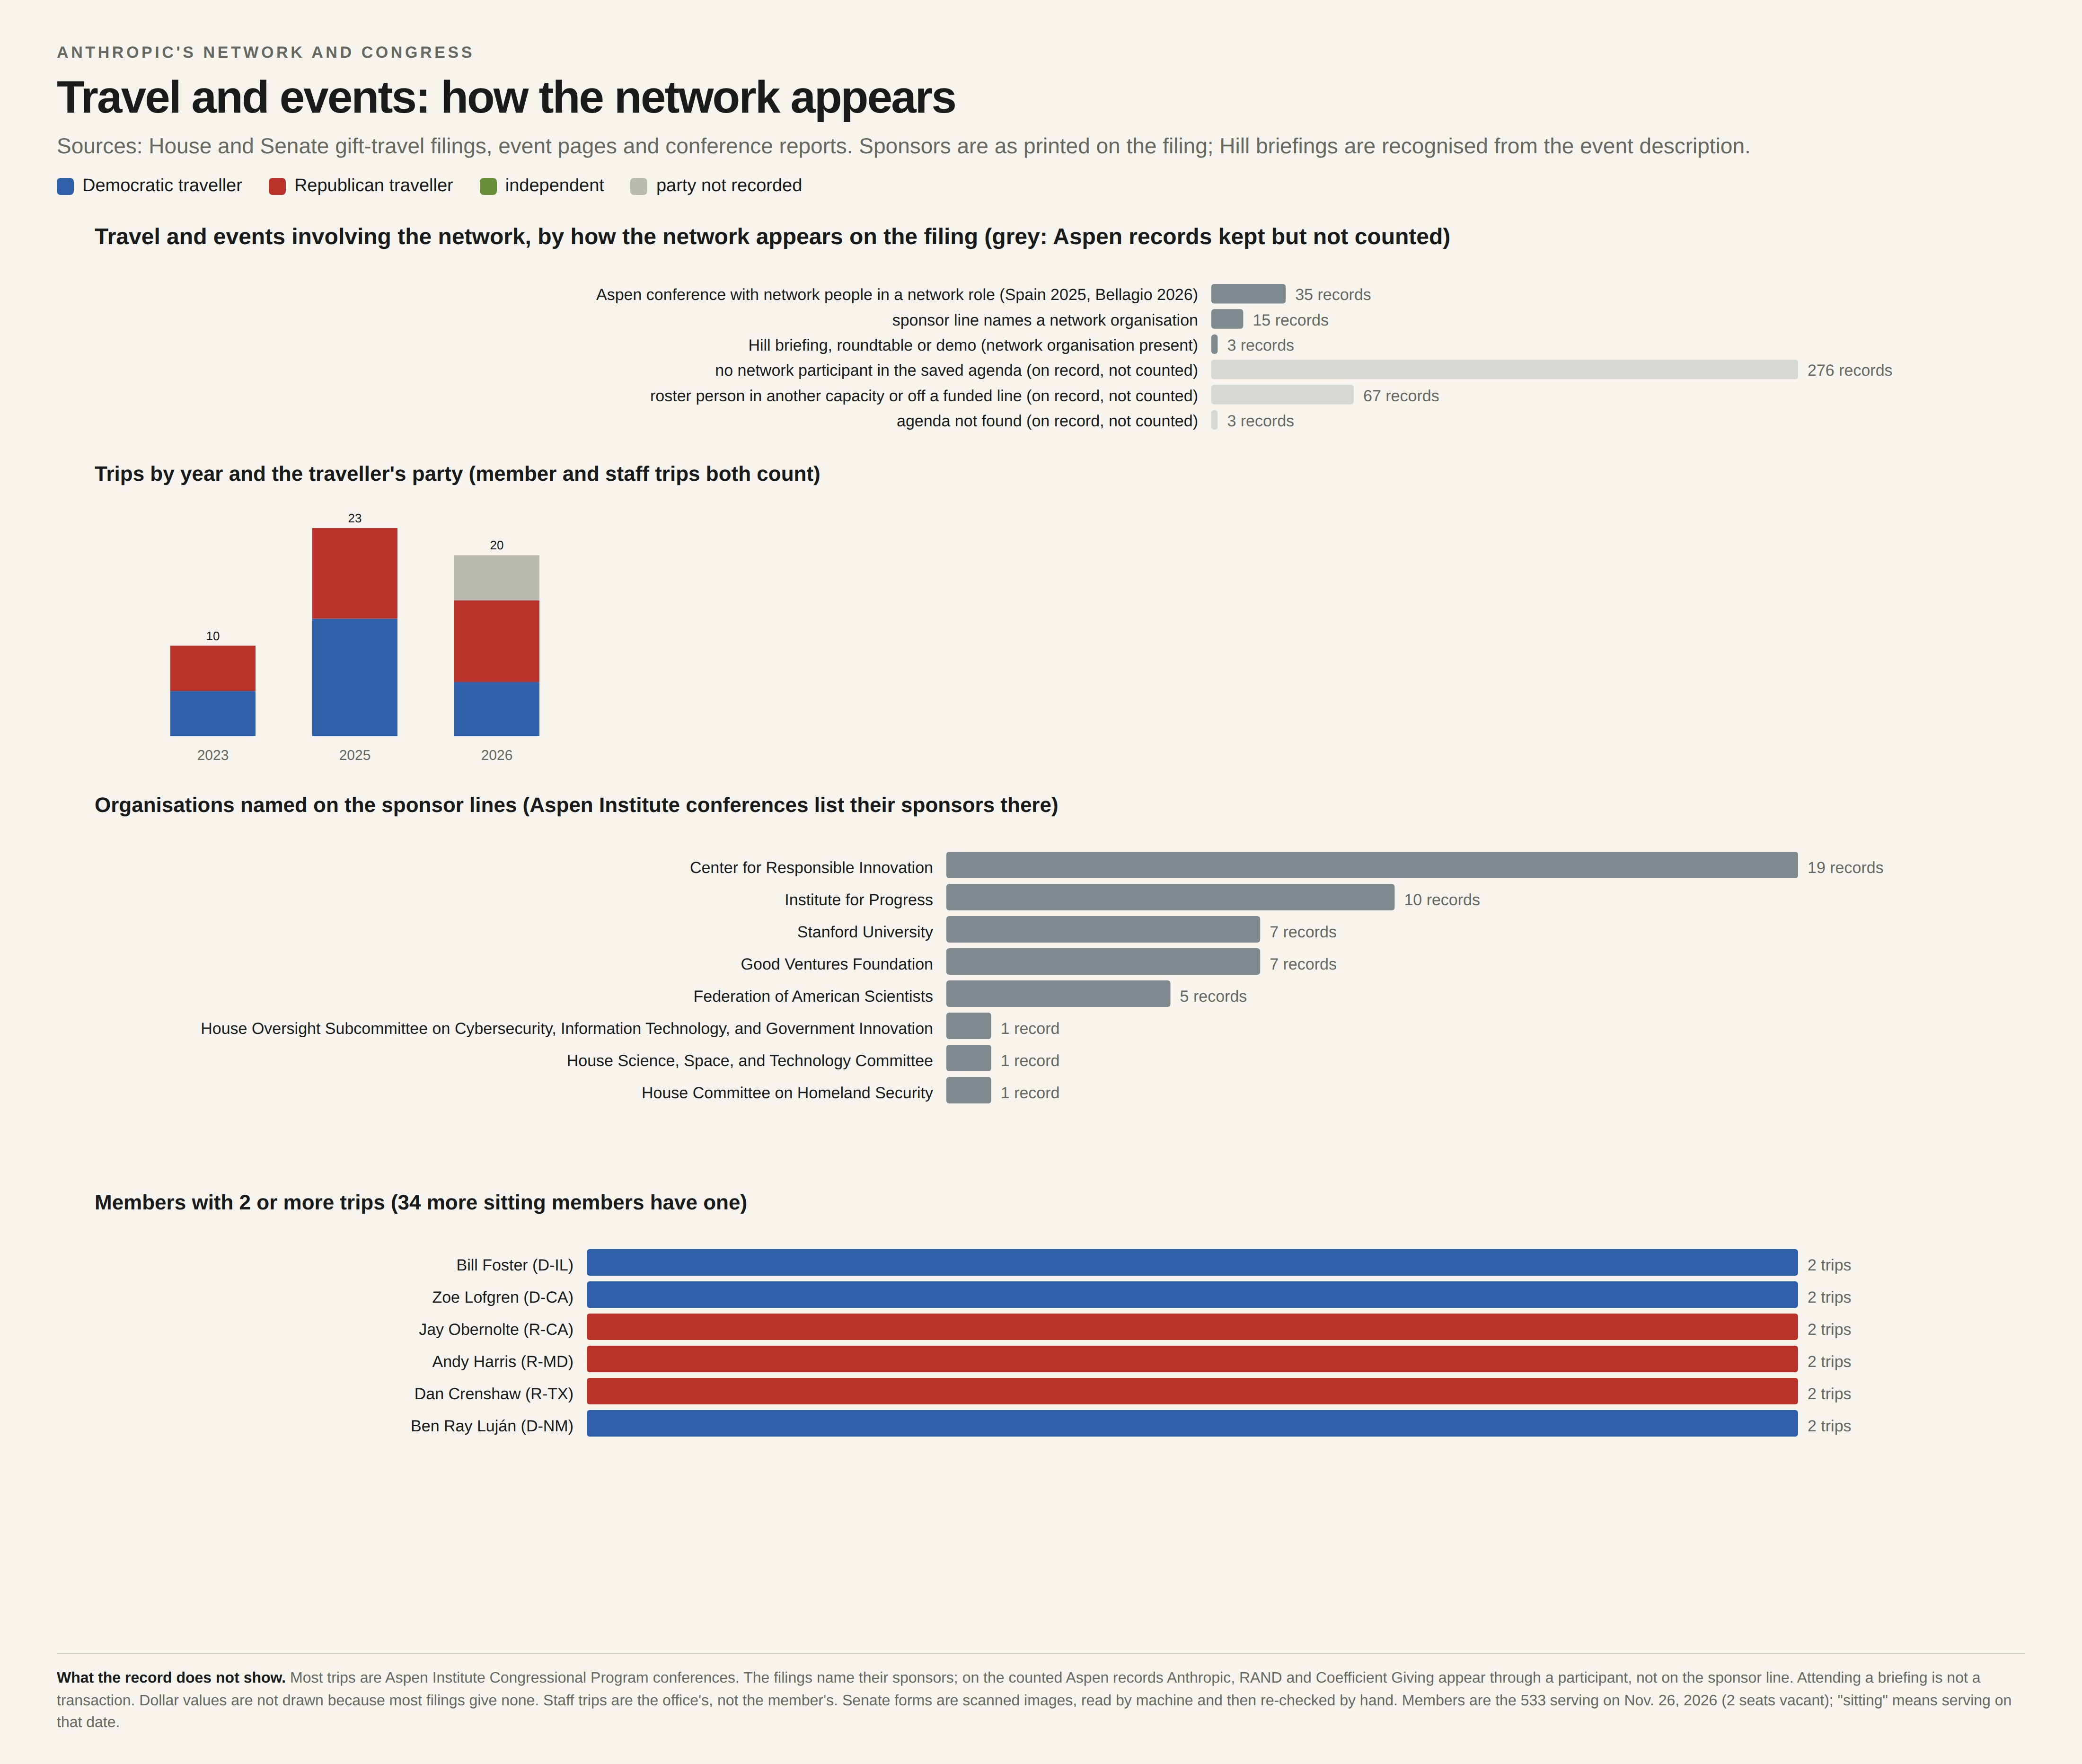 ANTHROPIC'S NETWORK AND CONGRESS
Travel and events: how the network appears
Sources: House and Senate gift-travel filings, event pages and conference reports. Sponsors are as printed on the filing; Hill briefings are recognised from the event description.
Democratic traveller Republican traveller independent party not recorded
Travel and events involving the network, by how the network appears on the filing (grey: Aspen records kept but not counted)
Aspen conference with network people in a network role (Spain 2025, Bellagio 2026) 35 records
sponsor line names a network organisation 15 records
Hill briefing, roundtable or demo (network organisation present) 3 records
no network participant in the saved agenda (on record, not counted) 276 records
roster person in another capacity or off a funded line (on record, not counted) 67 records
agenda not found (on record, not counted) 3 records
Trips by year and the traveller's party (member and staff trips both count)
23
20
10
2023 2025 2026
Organisations named on the sponsor lines (Aspen Institute conferences list their sponsors there)
Center for Responsible Innovation 19 records
Institute for Progress 10 records
Stanford University 7 records
Good Ventures Foundation 7 records
Federation of American Scientists 5 records
House Oversight Subcommittee on Cybersecurity, Information Technology, and Government Innovation 1 record
House Science, Space, and Technology Committee 1 record
House Committee on Homeland Security 1 record
Members with 2 or more trips (34 more sitting members have one)
Bill Foster (D-IL) 2 trips
Zoe Lofgren (D-CA) 2 trips
Jay Obernolte (R-CA) 2 trips
Andy Harris (R-MD) 2 trips
Dan Crenshaw (R-TX) 2 trips
Ben Ray Luján (D-NM) 2 trips
What the record does not show. Most trips are Aspen Institute Congressional Program conferences. The filings name their sponsors; on the counted Aspen records Anthropic, RAND and Coefficient Giving appear through a participant, not on the sponsor line. Attending a briefing is not a
transaction. Dollar values are not drawn because most filings give none. Staff trips are the office's, not the member's. Senate forms are scanned images, read by machine and then re-checked by hand. Members are the 533 serving on Nov. 26, 2026 (2 seats vacant); "sitting" means serving on
that date.